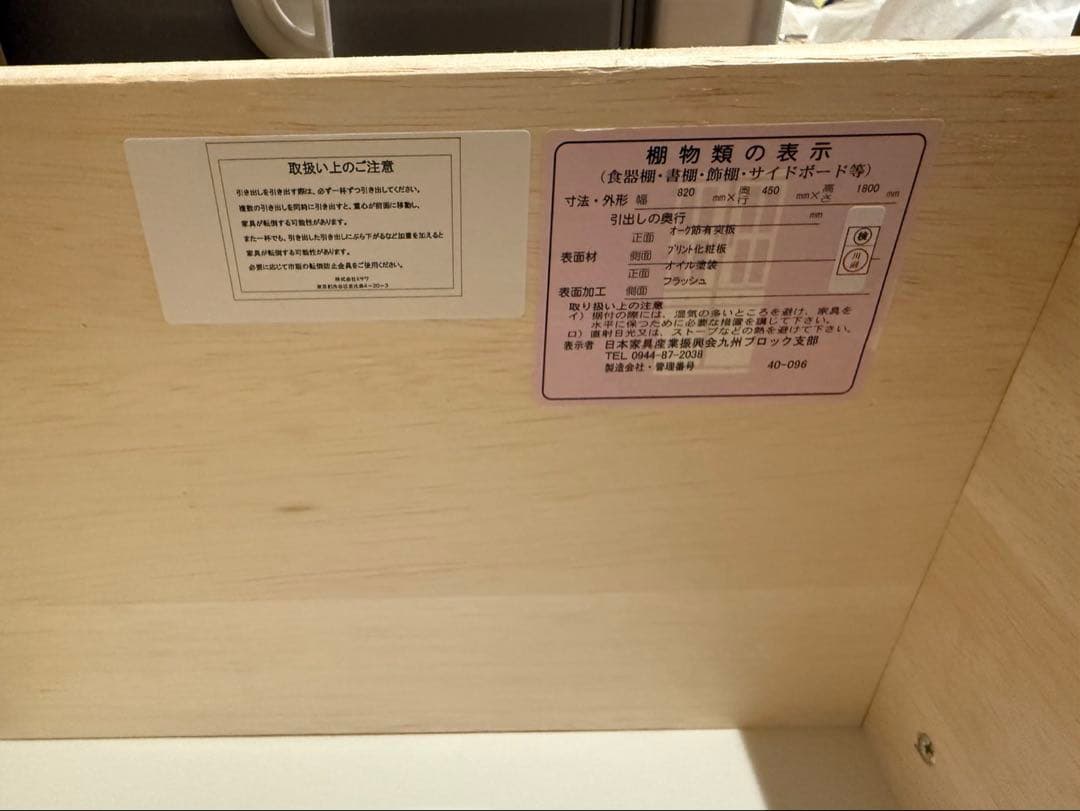 取扱い上のご注意
引き出しを引き出す際は、必ず一杯ずつ引き出してください。
複数の引き出しを同時に引き出すと、重心が前面に移動し、
家具が転倒する可能性があります。
また一杯でも、引き出した引き出しにぶら下がるなど加重を加えると
家具が転倒する可能性があります。
必要に応じて市販の転倒防止金具をご使用ください。
棚物類の表示
(食器棚・書棚・飾棚・サイドボード等)
寸法・外形 幅 820 mm×奥行 450 mm×高さ 1800 mm
引出しの奥行 mm
表面材 正面 オーク節有突板
側面 プリント化粧板
表面加工 正面 オイル塗装
側面 フラッシュ
取り扱い上の注意
イ) 据付の際には、湿気の多いところを避け、家具を
水平に保つために必要な措置を講じて下さい。
ロ) 直射日光又は、ストーブなどの熱を避けて下さい。
表示者 日本家具産業振興会九州ブロック支部
TEL 0944-87-2038
製造会社・管理番号 40-096
検